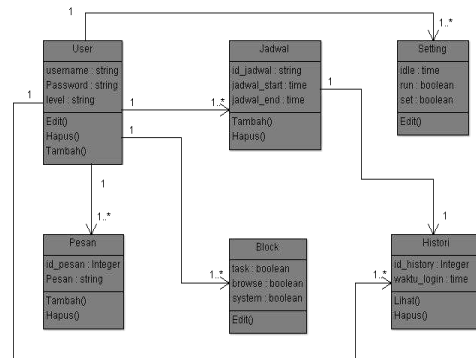 1
1..*
User
username : string
Password : string
level : string
Edit()
Hapus()
Tambah()
Jadwal
id_jadwal : string
jadwal_start : time
jadwal_end : time
Tambah()
Hapus()
Setting
idle : time
run : boolean
set : boolean
Edit()
1
1
1..*
1
1
1
1..*
Pesan
id_pesan : Integer
Pesan : string
Tambah()
Hapus()
1..*
Block
task : boolean
browse : boolean
system : boolean
Edit()
1
1..*
Histori
id_history : Integer
waktu_login : time
Lihat()
Hapus()